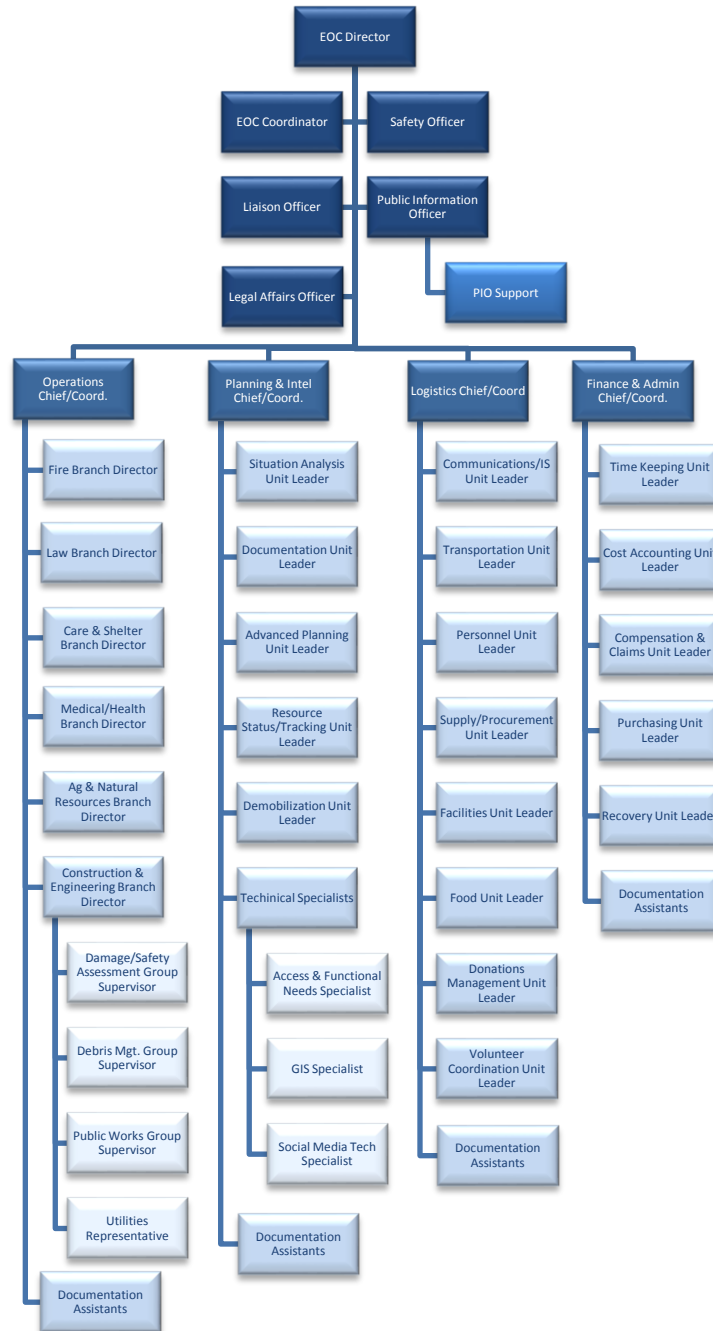 EOC Director
EOC Coordinator
Safety Officer
Liaison Officer
Public Information
Officer
Legal Affairs Officer
PIO Support
Operations
Chief/Coord.
Fire Branch Director
Law Branch Director
Care & Shelter
Branch Director
Medical/Health
Branch Director
Ag & Natural
Resources Branch
Director
Construction &
Engineering Branch
Director
Damage/Safety
Assessment Group
Supervisor
Debris Mgt. Group
Supervisor
Public Works Group
Supervisor
Utilities
Representative
Documentation
Assistants
Planning & Intel
Chief/Coord.
Situation Analysis
Unit Leader
Documentation Unit
Leader
Advanced Planning
Unit Leader
Resource
Status/Tracking Unit
Leader
Demobilization Unit
Leader
Techinical Specialists
Access & Functional
Needs Specialist
GIS Specialist
Social Media Tech
Specialist
Documentation
Assistants
Logistics Chief/Coord
Communications/IS
Unit Leader
Transportation Unit
Leader
Personnel Unit
Leader
Supply/Procurement
Unit Leader
Facilities Unit Leader
Food Unit Leader
Donations
Management Unit
Leader
Volunteer
Coordination Unit
Leader
Documentation
Assistants
Finance & Admin
Chief/Coord.
Time Keeping Unit
Leader
Cost Accounting Unit
Leader
Compensation &
Claims Unit Leader
Purchasing Unit
Leader
Recovery Unit Leader
Documentation
Assistants